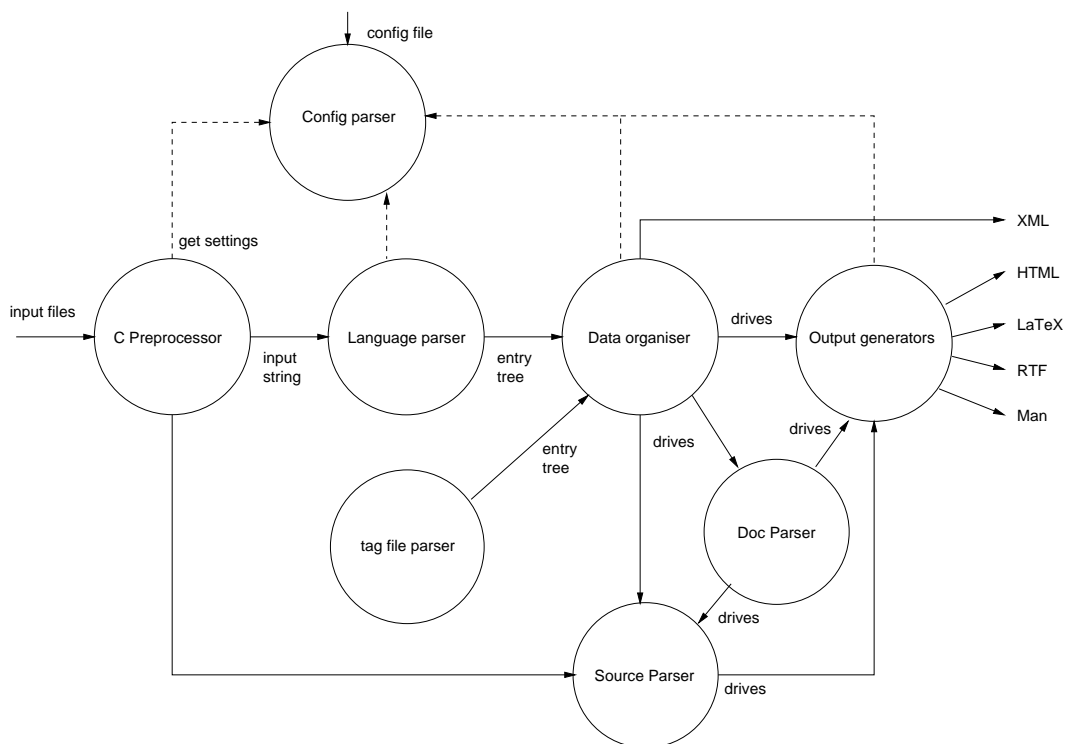 config file
Config parser
get settings
XML
HTML
input files
C Preprocessor
input
string
Language parser
entry
tree
Data organiser
drives
Output generators
LaTeX
RTF
Man
drives
drives
entry
tree
tag file parser
Doc Parser
drives
Source Parser
drives